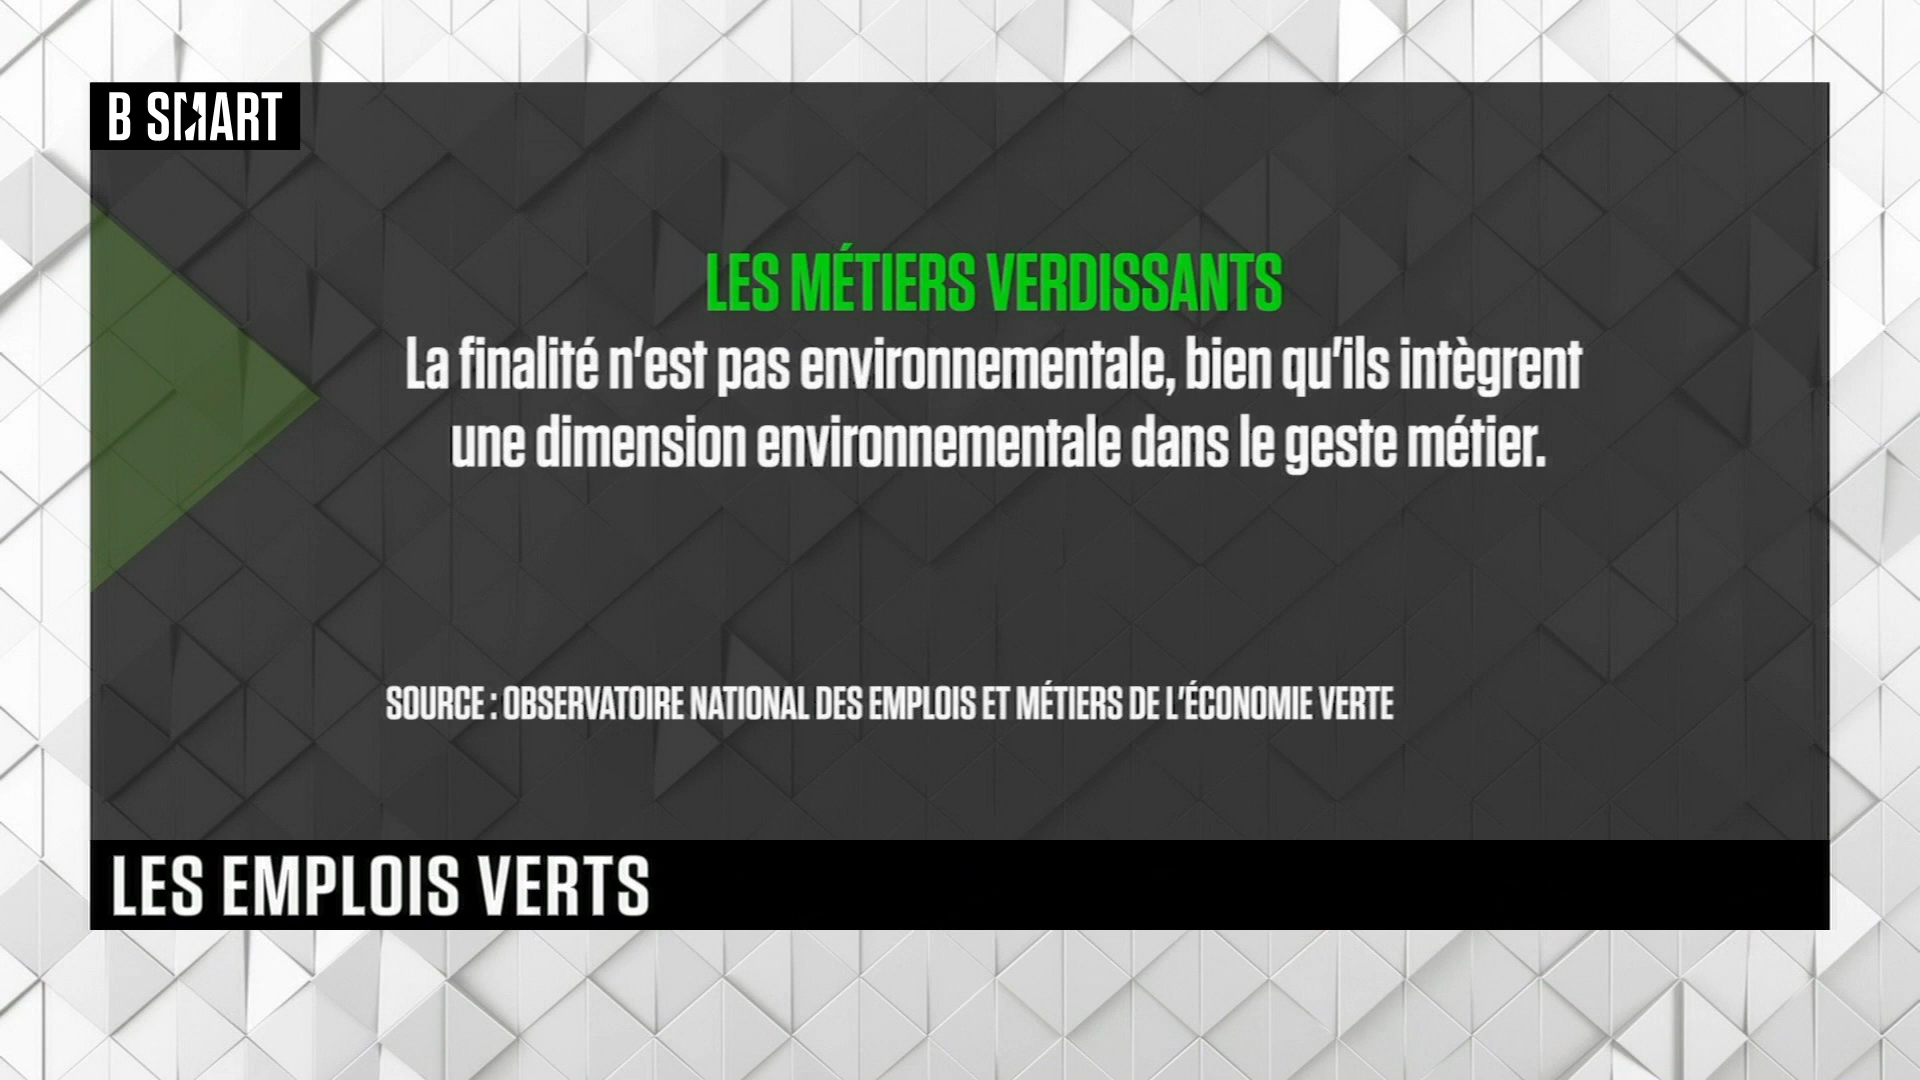 B SMART
LES MÉTIERS VERDISSANTS
La finalité n'est pas environnementale, bien qu'ils intègrent
une dimension environnementale dans le geste métier.
SOURCE : OBSERVATOIRE NATIONAL DES EMPLOIS ET MÉTIERS DE L'ÉCONOMIE VERTE
LES EMPLOIS VERTS